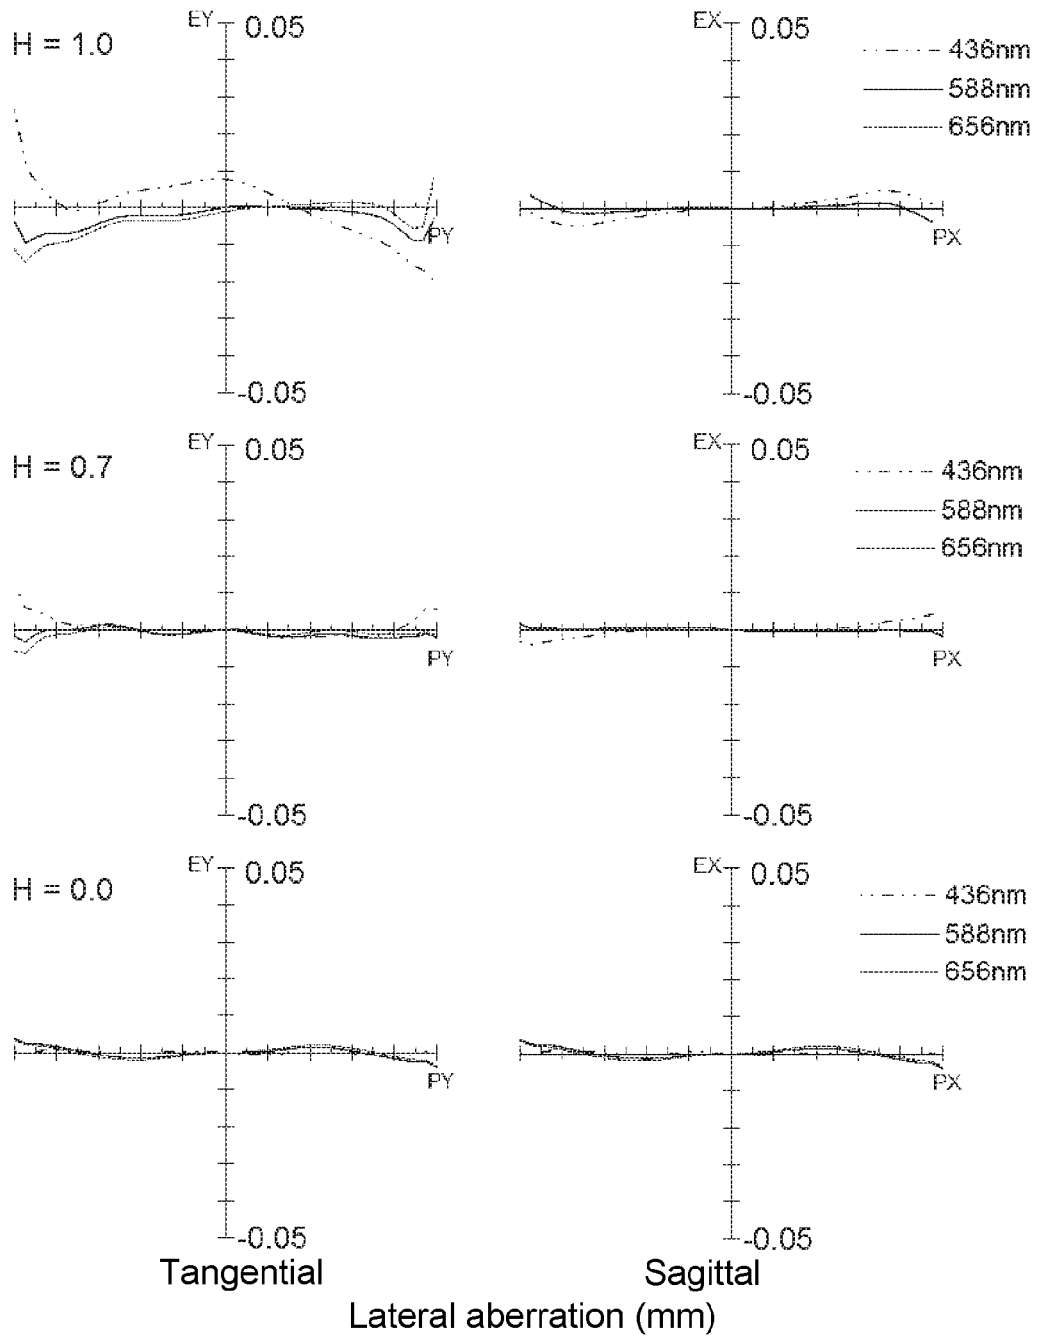 H = 1.0
EY 0.05
PY
-0.05
EX 0.05
436nm
588nm
656nm
PX
-0.05
H = 0.7
EY 0.05
PY
-0.05
EX 0.05
436nm
588nm
656nm
PX
-0.05
H = 0.0
EY 0.05
PY
-0.05
EX 0.05
436nm
588nm
656nm
PX
-0.05
Tangential
Sagittal
Lateral aberration (mm)